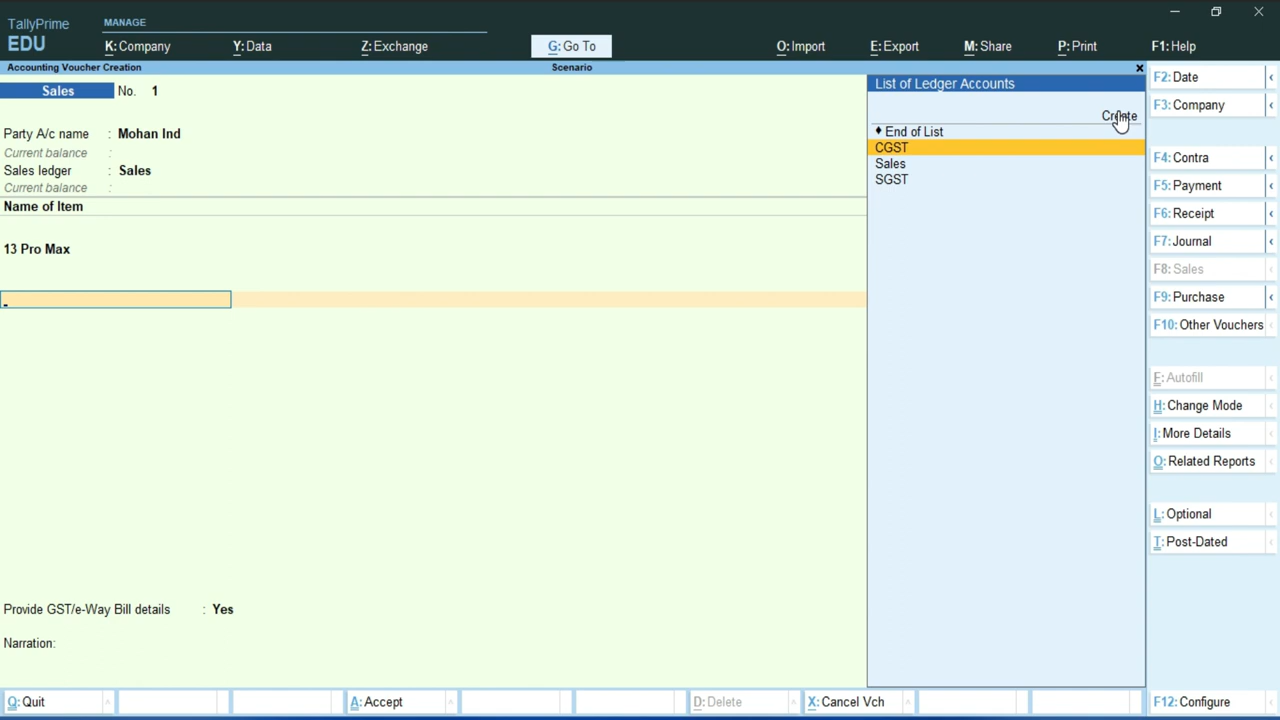 TallyPrime
EDU
MANAGE
K: Company
Y: Data
Z: Exchange
G: Go To
O: Import
E: Export
M: Share
P: Print
F1: Help
Accounting Voucher Creation
Scenario
Sales No. 1
Party A/c name : Mohan Ind
Current balance :
Sales ledger : Sales
Current balance :
Name of Item
13 Pro Max
Provide GST/e-Way Bill details : Yes
Narration:
List of Ledger Accounts
Create
♦ End of List
CGST
Sales
SGST
F2: Date
F3: Company
F4: Contra
F5: Payment
F6: Receipt
F7: Journal
F8: Sales
F9: Purchase
F10: Other Vouchers
F: Autofill
H: Change Mode
I: More Details
O: Related Reports
L: Optional
T: Post-Dated
Q: Quit
A: Accept
D: Delete
X: Cancel Vch
F12: Configure